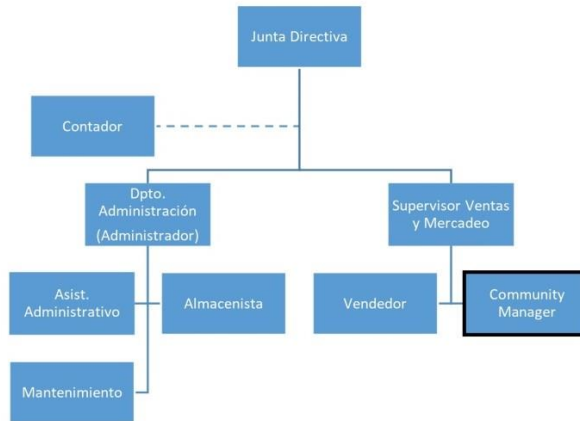 Junta Directiva
Contador
Dpto.
Administración
(Administrador)
Supervisor Ventas
y Mercadeo
Asist.
Administrativo
Almacenista
Vendedor
Community
Manager
Mantenimiento